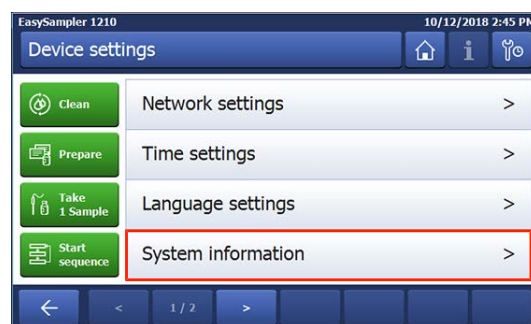 EasySampler 1210
10/12/2018 2:45 PM
Device settings
Clean
Network settings >
Prepare
Time settings >
Take
1 Sample
Language settings >
Start
sequence
System information >
< 1/2 >